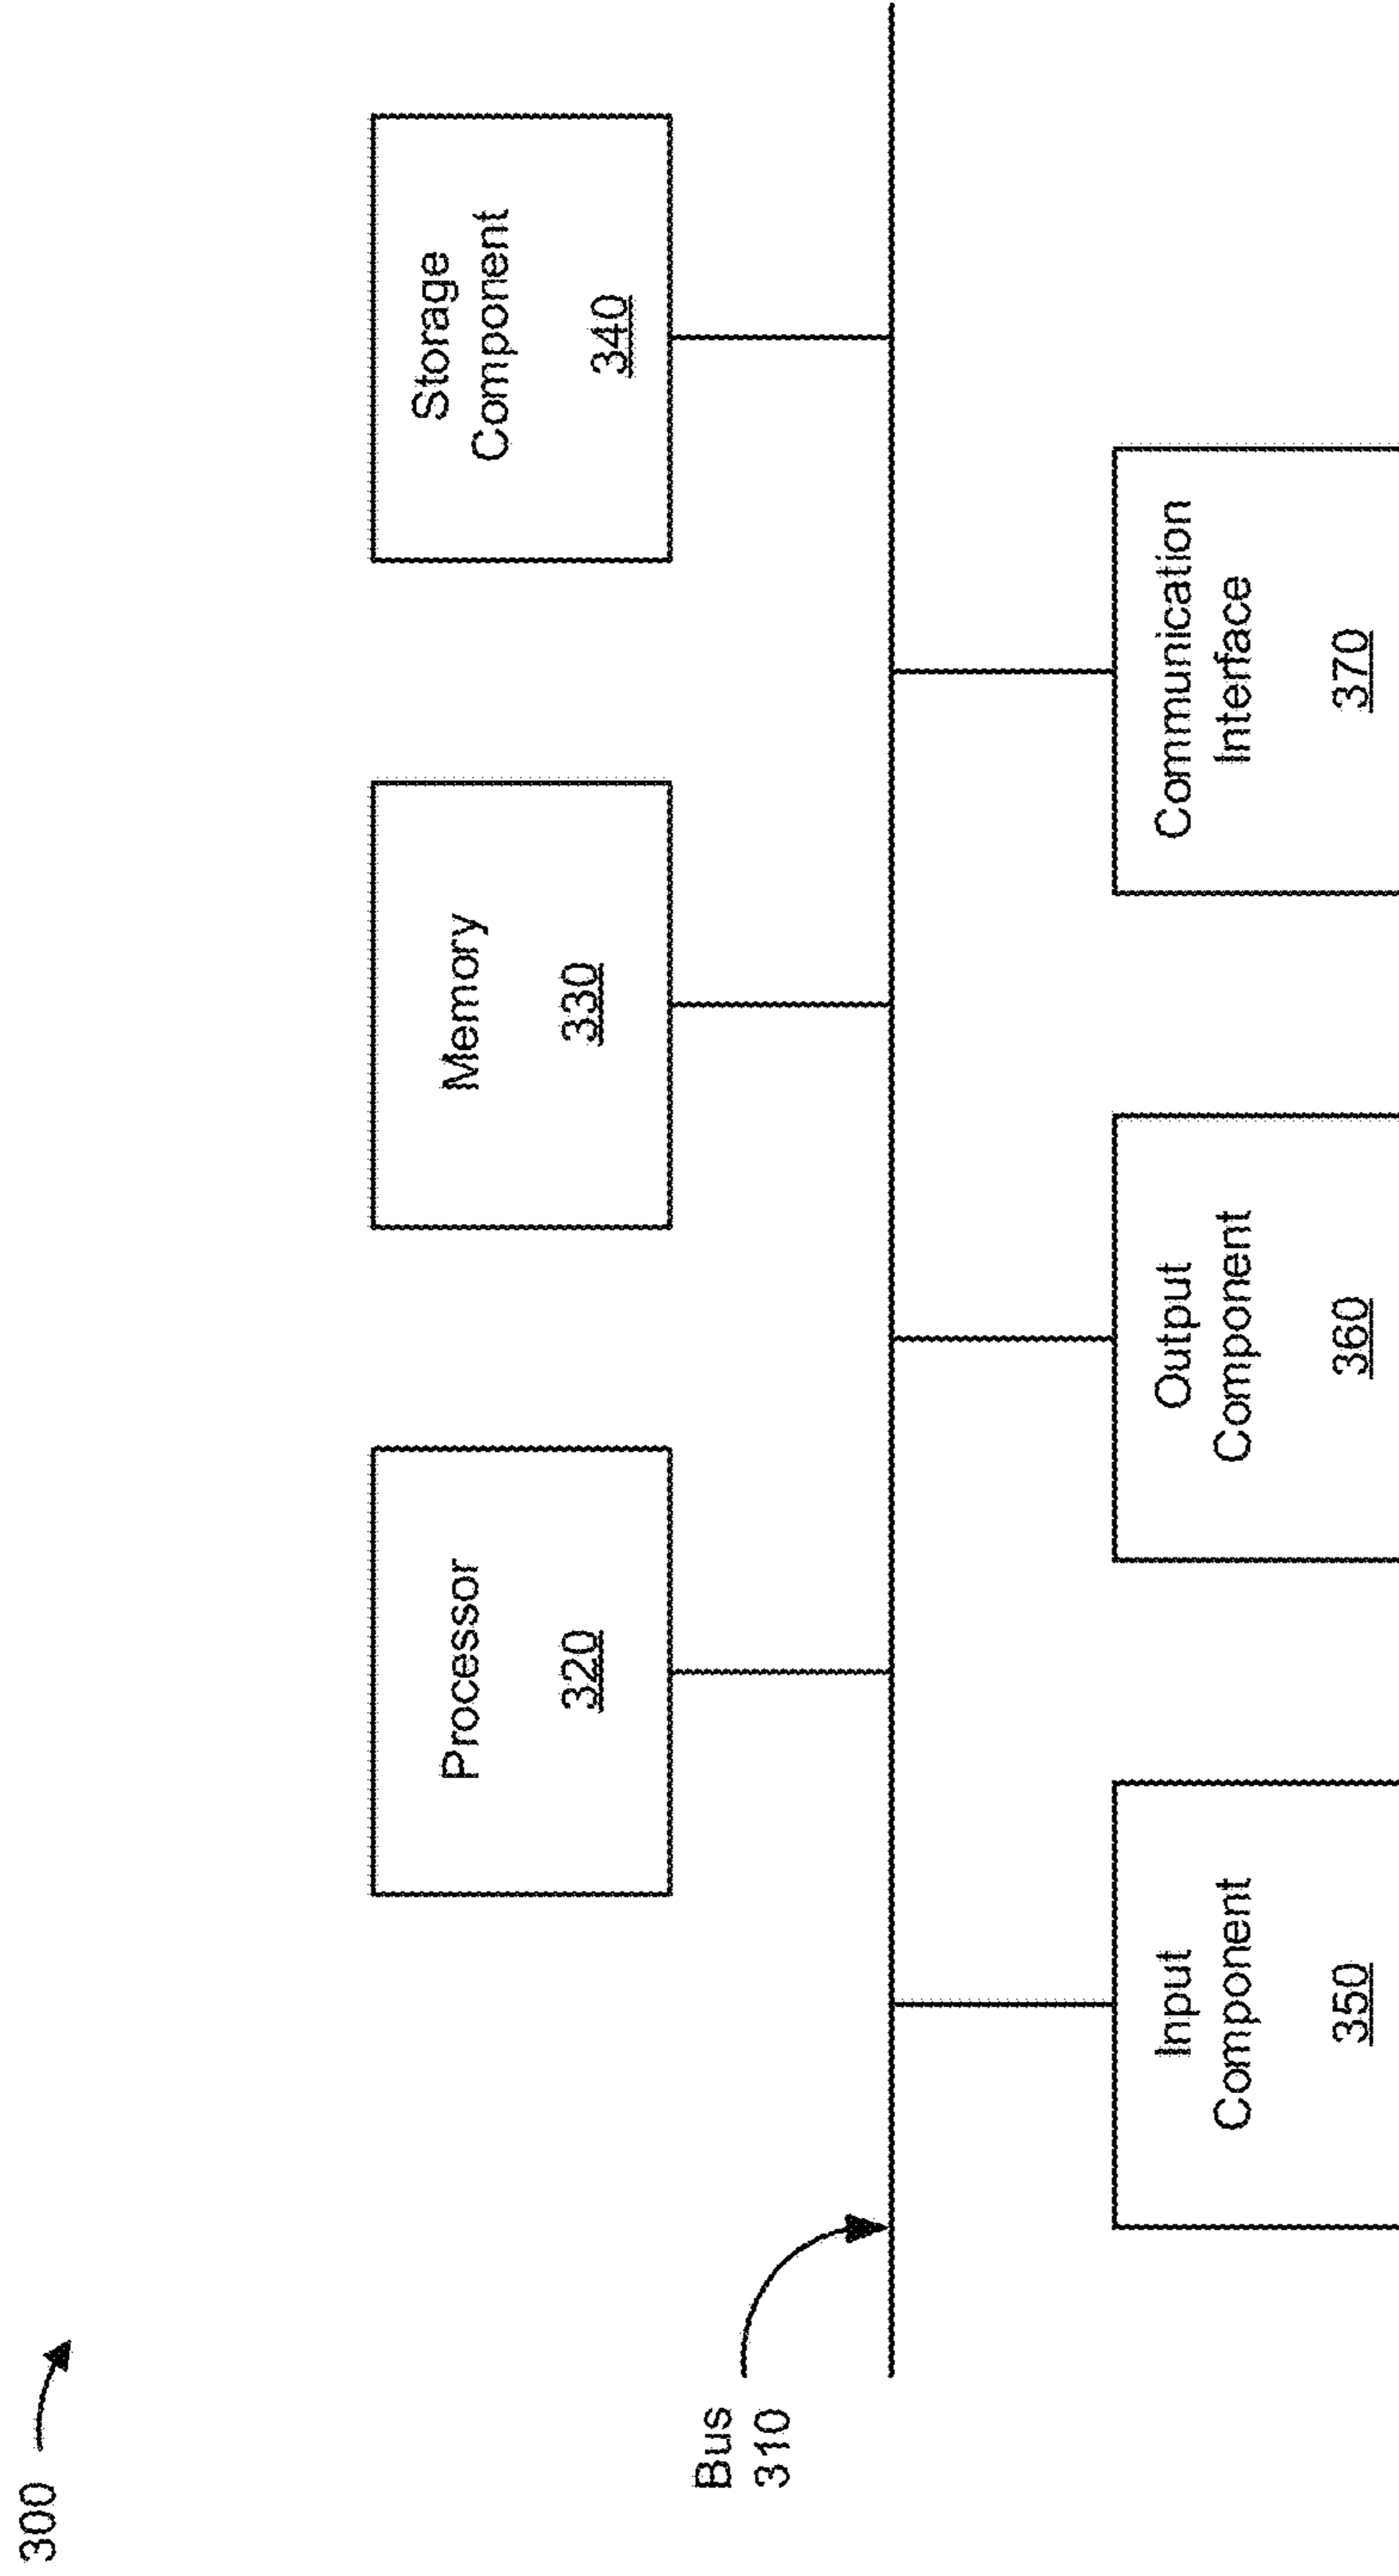 300
Bus
310
Processor
320
Memory
330
Storage
Component
340
Input
Component
350
Output
Component
360
Communication
Interface
370